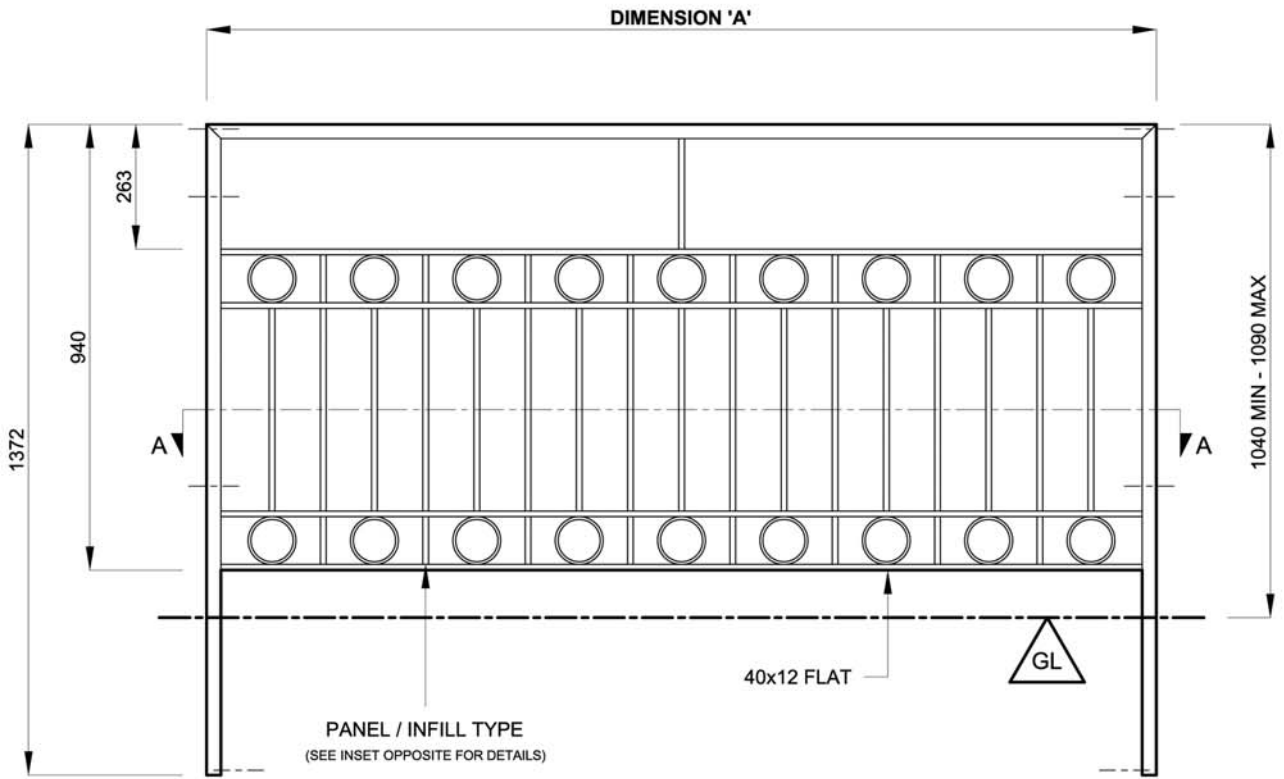 DIMENSION 'A'
263
940
1372
1040 MIN - 1090 MAX
A
A
GL
40x12 FLAT
PANEL / INFILL TYPE
(SEE INSET OPPOSITE FOR DETAILS)